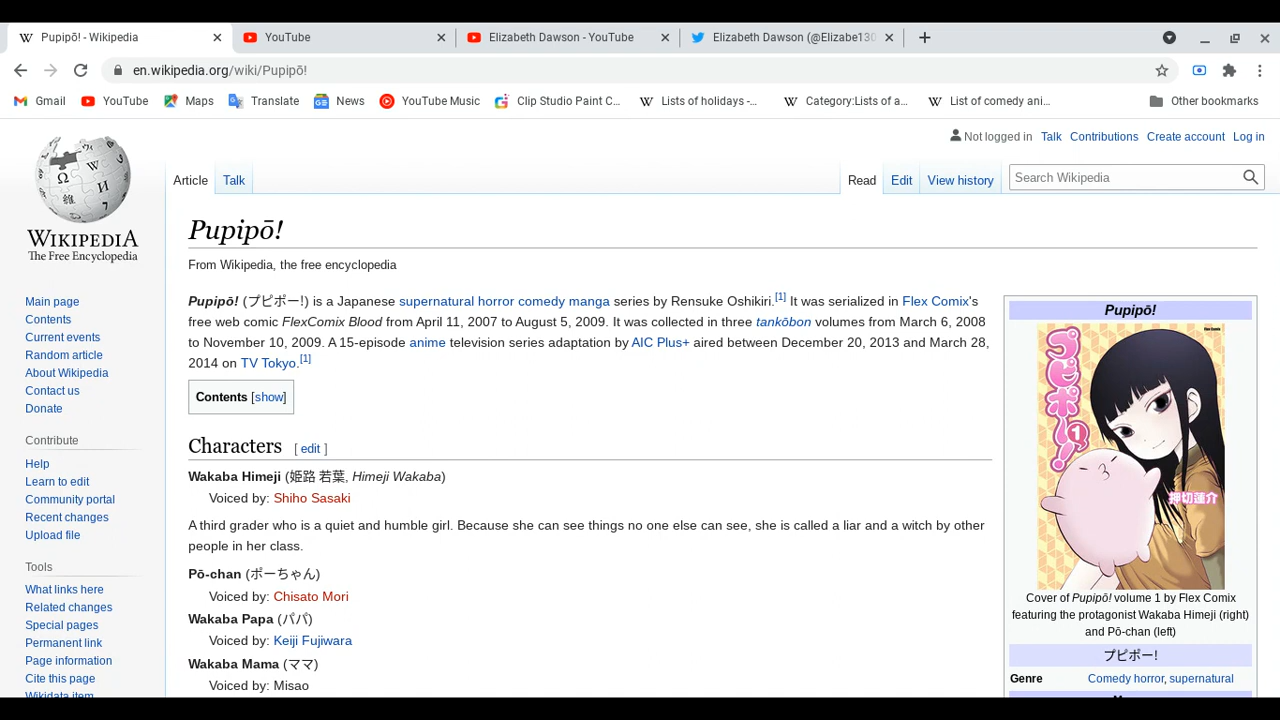 Pupipō! - Wikipedia
YouTube
Elizabeth Dawson - YouTube
Elizabeth Dawson (@Elizabe130
en.wikipedia.org/wiki/Pupipō!
Gmail
YouTube
Maps
Translate
News
YouTube Music
Clip Studio Paint C...
Lists of holidays -...
Category:Lists of a...
List of comedy ani...
Other bookmarks
Not logged in
Talk
Contributions
Create account
Log in
WIKIPEDIA
The Free Encyclopedia
Article
Talk
Read
Edit
View history
Search Wikipedia
Main page
Contents
Current events
Random article
About Wikipedia
Contact us
Donate
Contribute
Help
Learn to edit
Community portal
Recent changes
Upload file
Tools
What links here
Related changes
Special pages
Permanent link
Page information
Cite this page
Wikidata item
Pupipō!
From Wikipedia, the free encyclopedia
Pupipō! (プピポー!) is a Japanese supernatural horror comedy manga series by Rensuke Oshikiri.[1] It was serialized in Flex Comix's
free web comic FlexComix Blood from April 11, 2007 to August 5, 2009. It was collected in three tankōbon volumes from March 6, 2008
to November 10, 2009. A 15-episode anime television series adaptation by AIC Plus+ aired between December 20, 2013 and March 28,
2014 on TV Tokyo.[1]
Contents [show]
Characters [ edit ]
Wakaba Himeji (姫路 若葉, Himeji Wakaba)
Voiced by: Shiho Sasaki
A third grader who is a quiet and humble girl. Because she can see things no one else can see, she is called a liar and a witch by other
people in her class.
Pō-chan (ポーちゃん)
Voiced by: Chisato Mori
Wakaba Papa (パパ)
Voiced by: Keiji Fujiwara
Wakaba Mama (ママ)
Voiced by: Misao
Pupipō!
プピポー!
1
押切蓮介
Cover of Pupipō! volume 1 by Flex Comix
featuring the protagonist Wakaba Himeji (right)
and Pō-chan (left)
プピポー!
Genre Comedy horror, supernatural